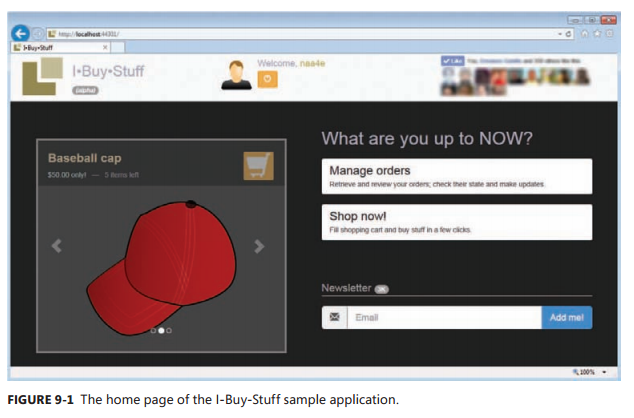 http://localhost:44301/
I-Buy-Stuff
I•Buy•Stuff
(alpha)
Welcome, naa4e
Like
What are you up to NOW?
Baseball cap
$50.00 only! — 5 items left
Manage orders
Retrieve and review your orders; check their state and make updates.
Shop now!
Fill shopping cart and buy stuff in a few clicks.
Newsletter
Email
Add me!
100%
FIGURE 9-1 The home page of the I-Buy-Stuff sample application.